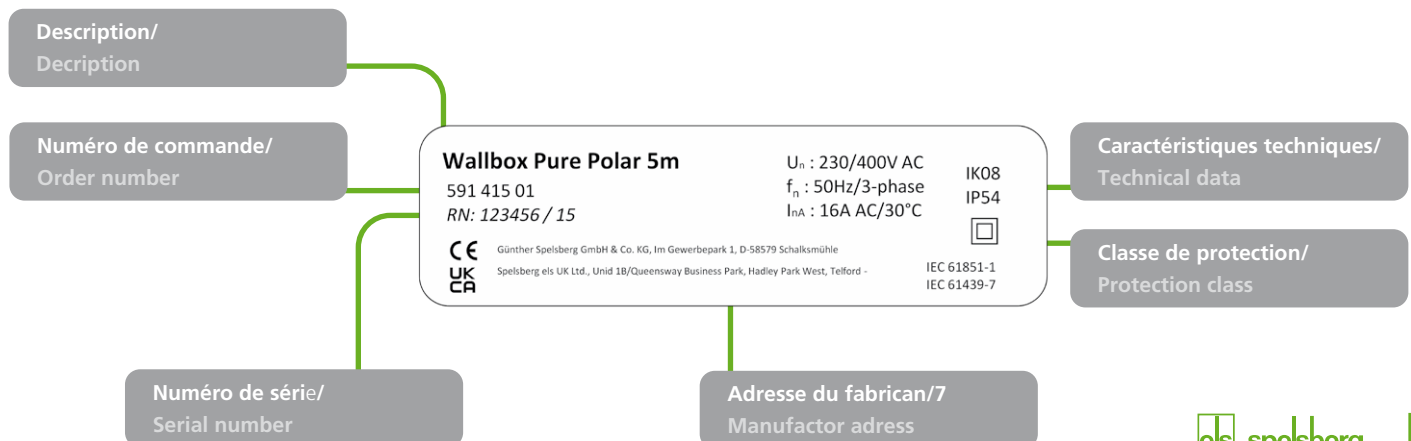 Description/
Decription
Numéro de commande/
Order number
Wallbox Pure Polar 5m
591 415 01
RN: 123456 / 15
Un : 230/400V AC
fn : 50Hz/3-phase
InA : 16A AC/30°C
IK08
IP54
CE
Günther Spelsberg GmbH & Co. KG, Im Gewerbepark 1, D-58579 Schalksmühle
UK
CA
Spelsberg els UK Ltd., Unid 1B/Queensway Business Park, Hadley Park West, Telford -
IEC 61851-1
IEC 61439-7
Caractéristiques techniques/
Technical data
Classe de protection/
Protection class
Numéro de série/
Serial number
Adresse du fabrican/7
Manufactor adress
els spelsberg